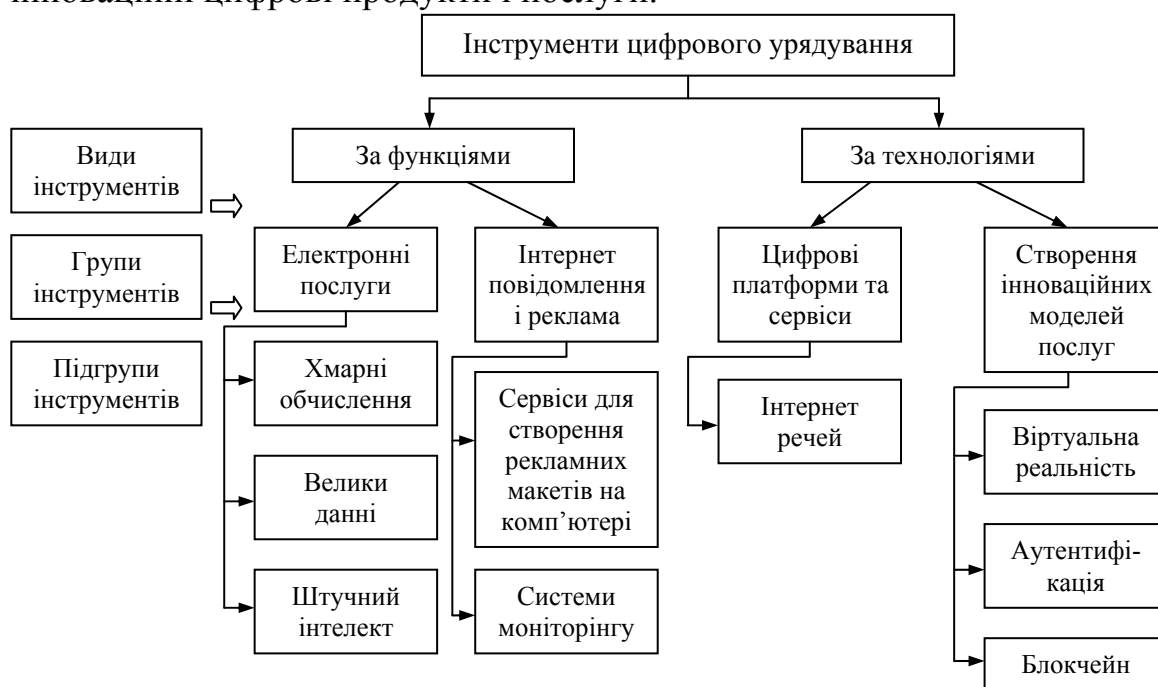 інноваційні цифрові продукти і послуги.
Інструменти цифрового урядування
Види
інструментів
За функціями
За технологіями
Групи
інструментів
Електронні
послуги
Інтернет
повідомлення
і реклама
Цифрові
платформи та
сервіси
Створення
інноваційних
моделей
послуг
Підгрупи
інструментів
Хмарні
обчислення
Велики
данні
Штучний
інтелект
Сервіси для
створення
рекламних
макетів на
комп’ютері
Системи
моніторінгу
Інтернет
речей
Віртуальна
реальність
Аутентифі-
кація
Блокчейн